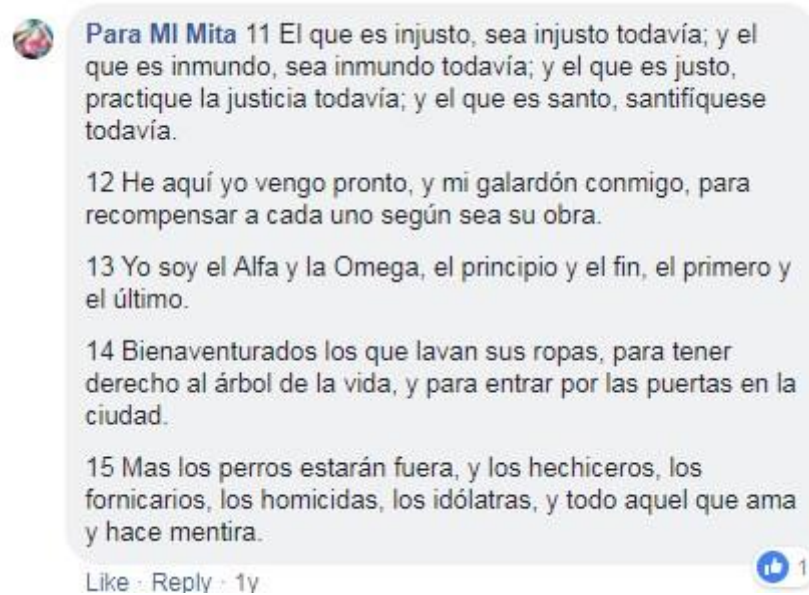 Para MI Mita 11 El que es injusto, sea injusto todavía; y el
que es inmundo, sea inmundo todavía; y el que es justo,
practique la justicia todavía; y el que es santo, santifíquese
todavía.
12 He aquí yo vengo pronto, y mi galardón conmigo, para
recompensar a cada uno según sea su obra.
13 Yo soy el Alfa y la Omega, el principio y el fin, el primero y
el último.
14 Bienaventurados los que lavan sus ropas, para tener
derecho al árbol de la vida, y para entrar por las puertas en la
ciudad.
15 Mas los perros estarán fuera, y los hechiceros, los
fornicarios, los homicidas, los idólatras, y todo aquel que ama
y hace mentira.
1
Like · Reply · 1y